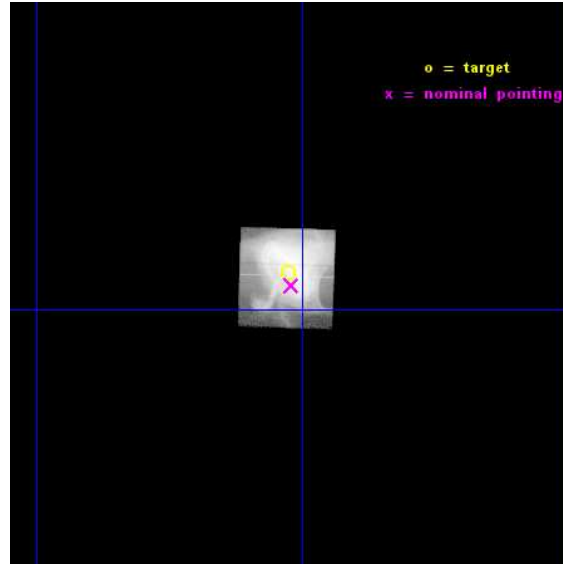 o = target
x = nominal pointing